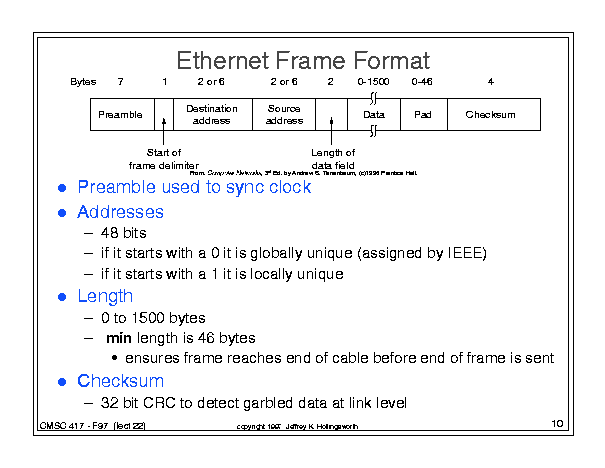 Ethernet Frame Format
Bytes 7 1 2 or 6 2 or 6 2 0-1500 0-46 4
Preamble Destination address Source address Data Pad Checksum
Start of frame delimiter Length of data field
From: Computer Networks, 3rd Ed. by Andrew S. Tanenbaum, (c)1996 Prentice Hall.
● Preamble used to sync clock
● Addresses
– 48 bits
– if it starts with a 0 it is globally unique (assigned by IEEE)
– if it starts with a 1 it is locally unique
● Length
– 0 to 1500 bytes
– min length is 46 bytes
• ensures frame reaches end of cable before end of frame is sent
● Checksum
– 32 bit CRC to detect garbled data at link level
CMSC 417 - F97 (lect 22) copyright 1997 Jeffrey K. Hollingsworth 10